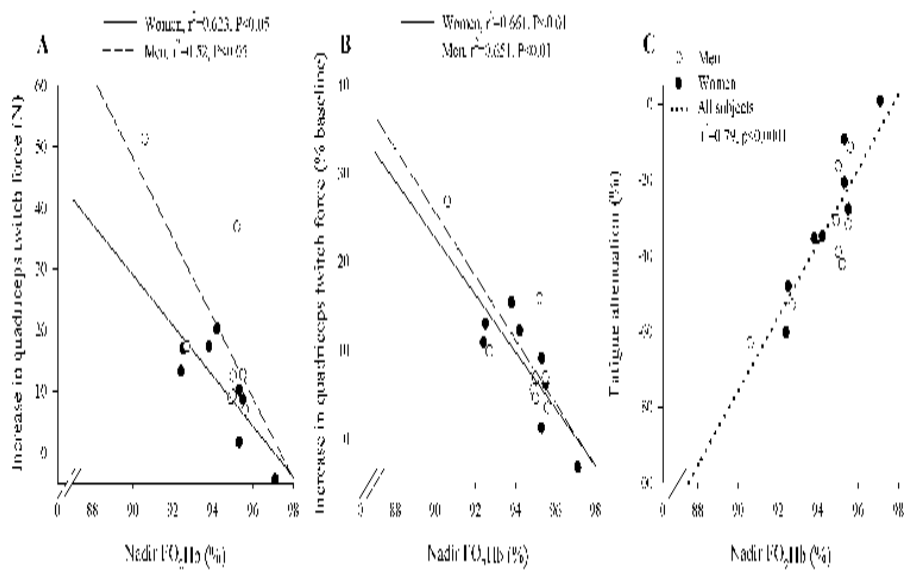 A
Woman, r²=0.623, P<0.05
Men, r²=0.52, P<0.05
Increase in quadruceps twitch force (N)
60
50
40
30
20
10
0
0 88 90 92 94 96 98
Nadir FO₂Hb (%)
B
Women, r²=0.661, P<0.01
Men, r²=0.651, P<0.01
Increase in quadriceps twitch force (% baseline)
40
30
20
10
0
0 88 90 92 94 96 98
Nadir FO₂Hb (%)
C
Men
Women
All subjects
r²=0.79, p<0.0001
Fatigue attenuation (%)
0
-20
-40
-60
-80
0 88 90 92 94 96 98
Nadir FO₂Hb (%)